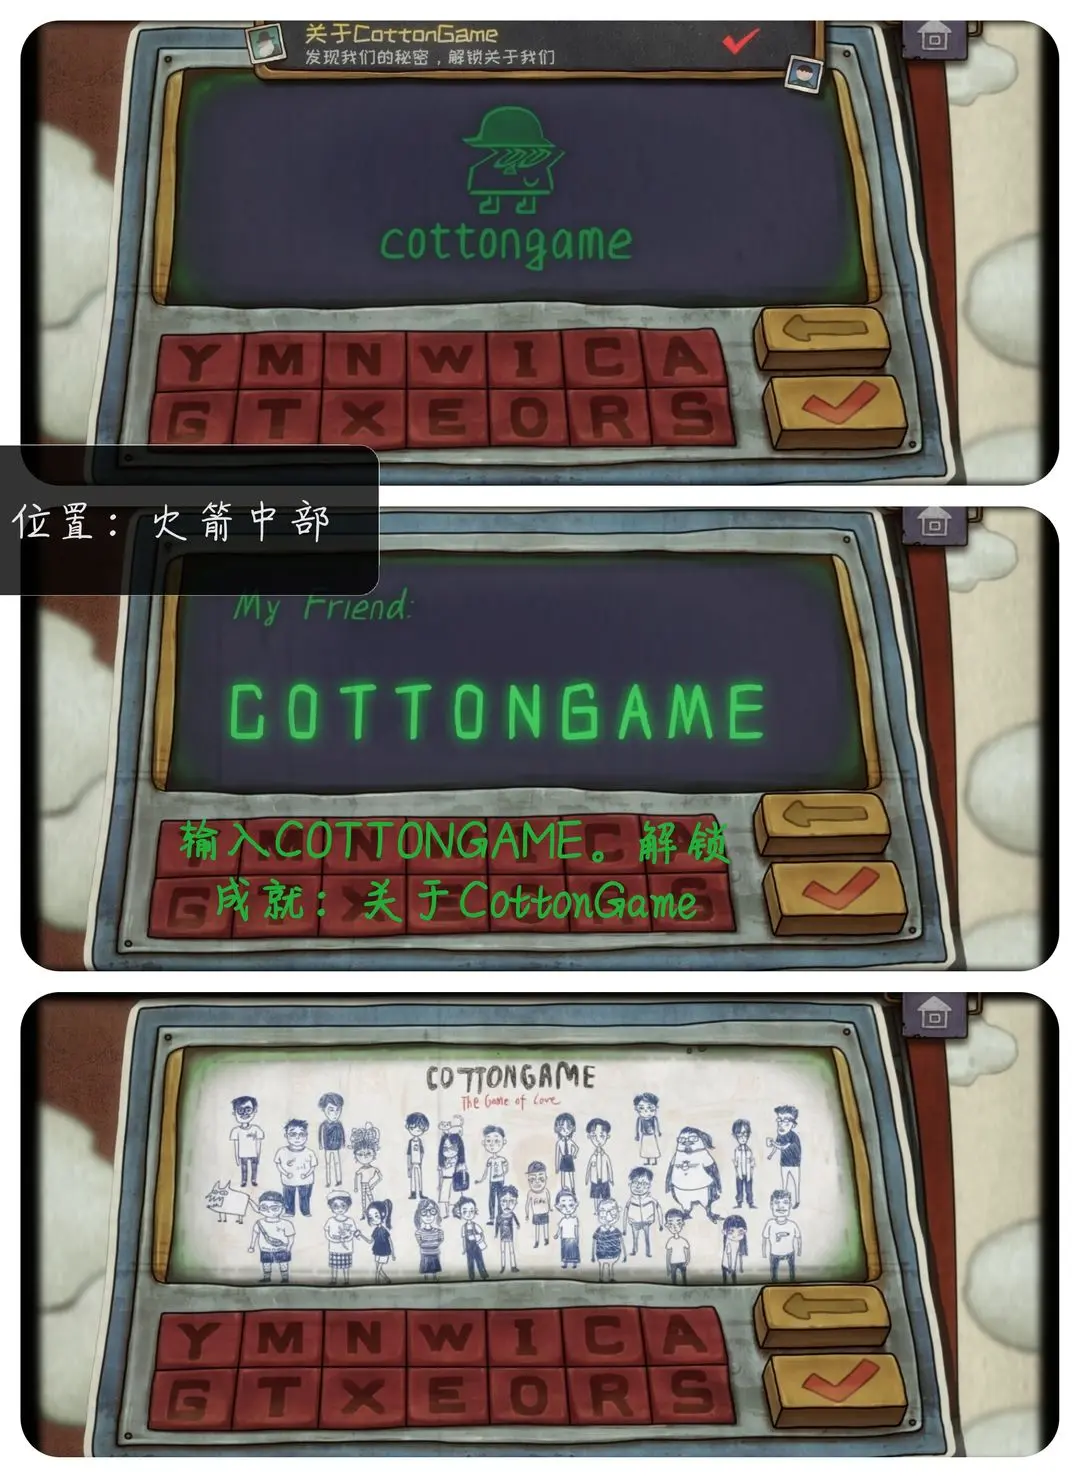 关于CottonGame
发现我们的秘密，解锁关于我们
cottongame
Y M N W I C A
G T X E O R S
位置：火箭中部
My Friend:
COTTONGAME
输入COTTONGAME。解锁
成就：关于CottonGame
COTTONGAME
The Game of Love
Y M N W I C A
G T X E O R S